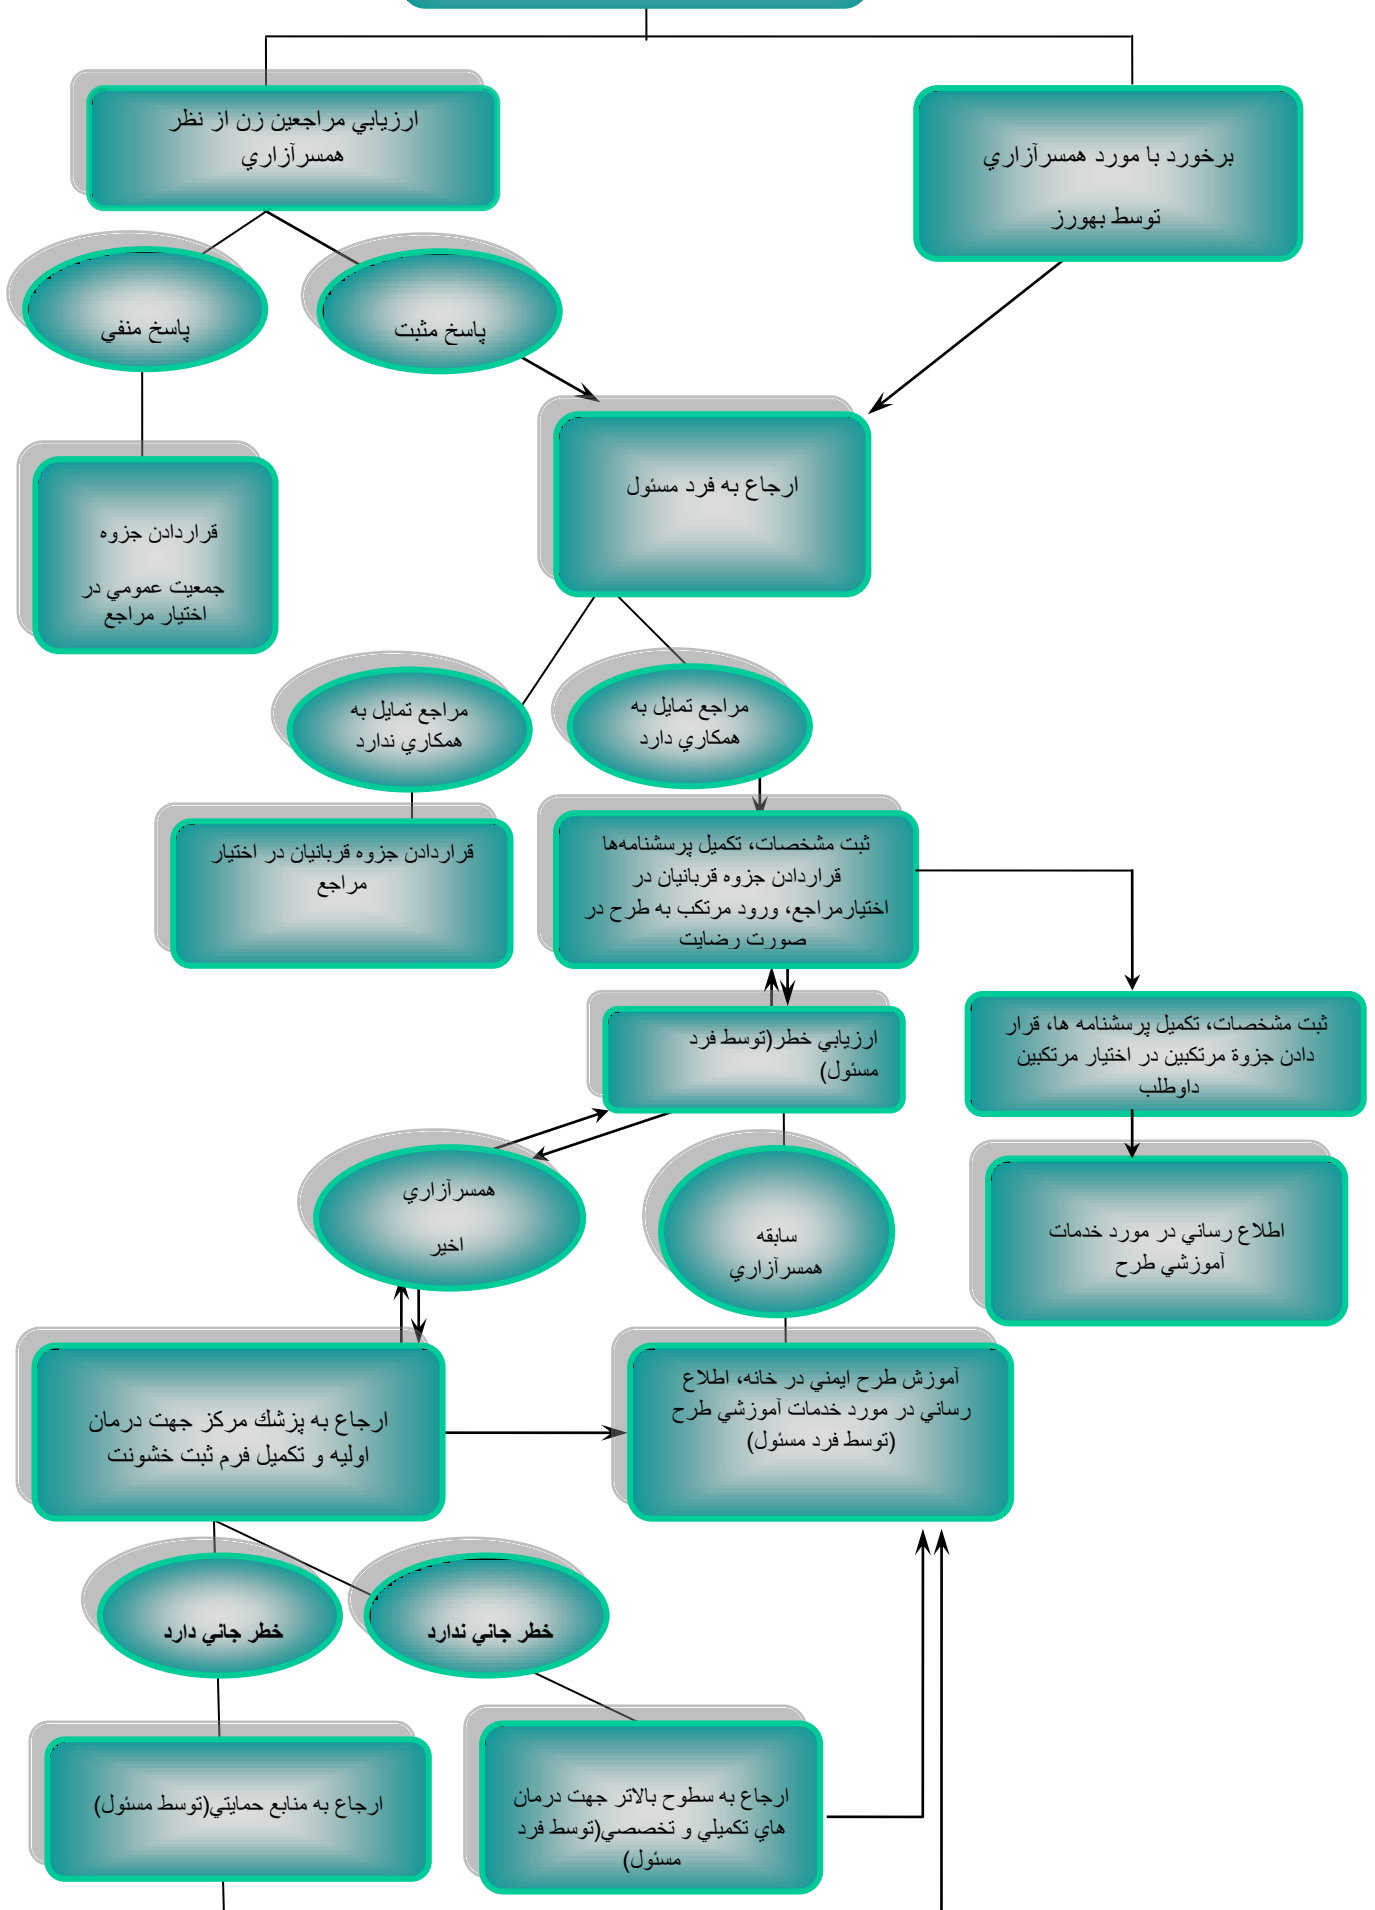 برخورد با مورد همسرآزاري
توسط بهورز
ارزيابي مراجعين زن از نظر
همسرآزاري
پاسخ مثبت
پاسخ منفي
ارجاع به فرد مسئول
قراردادن جزوه
جمعيت عمومي در
اختيار مراجع
مراجع تمايل به
همكاري دارد
مراجع تمايل به
همكاري ندارد
ثبت مشخصات، تكميل پرسشنامه‌ها
قراردادن جزوه قربانيان در
اختيارمراجع، ورود مرتكب به طرح در
صورت رضايت
قراردادن جزوه قربانيان در اختيار
مراجع
ثبت مشخصات، تكميل پرسشنامه ها، قرار
دادن جزوة مرتكبين در اختيار مرتكبين
داوطلب
ارزيابي خطر(توسط فرد
مسئول)
اطلاع رساني در مورد خدمات
آموزشي طرح
سابقه
همسرآزاري
همسرآزاري
اخير
آموزش طرح ايمني در خانه، اطلاع
رساني در مورد خدمات آموزشي طرح
(توسط فرد مسئول)
ارجاع به پزشك مركز جهت درمان
اوليه و تكميل فرم ثبت خشونت
خطر جاني ندارد
خطر جاني دارد
ارجاع به سطوح بالاتر جهت درمان
هاي تكميلي و تخصصي(توسط فرد
مسئول)
ارجاع به منابع حمايتي(توسط مسئول)